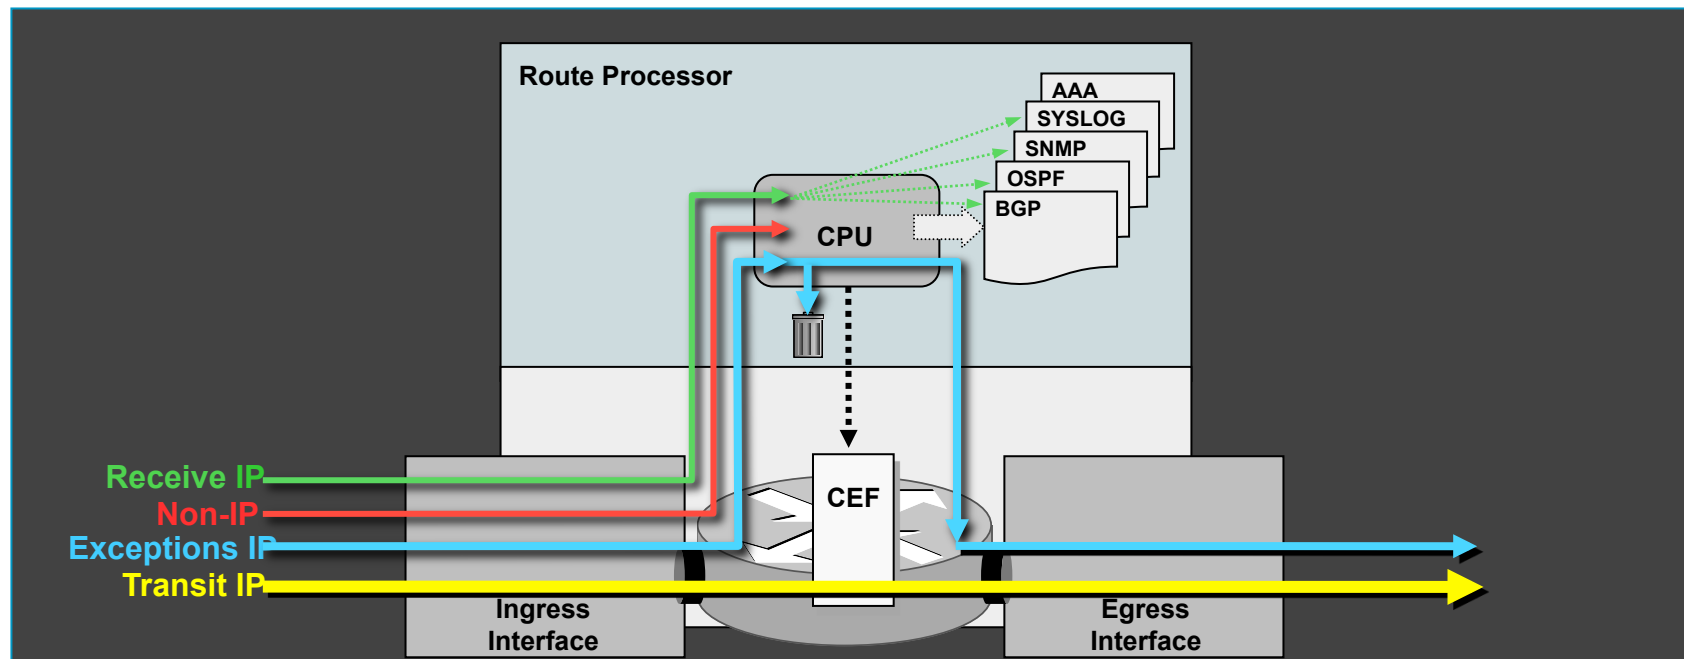 Route Processor
AAA
SYSLOG
SNMP
OSPF
BGP
CPU
CEF
Receive IP
Non-IP
Exceptions IP
Transit IP
Ingress
Interface
Egress
Interface